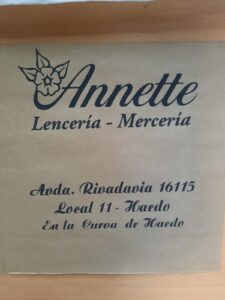 Annette
Lencería - Mercería
Avda. Rivadavia 16115
Local 11 - Haedo
En la Curva de Haedo